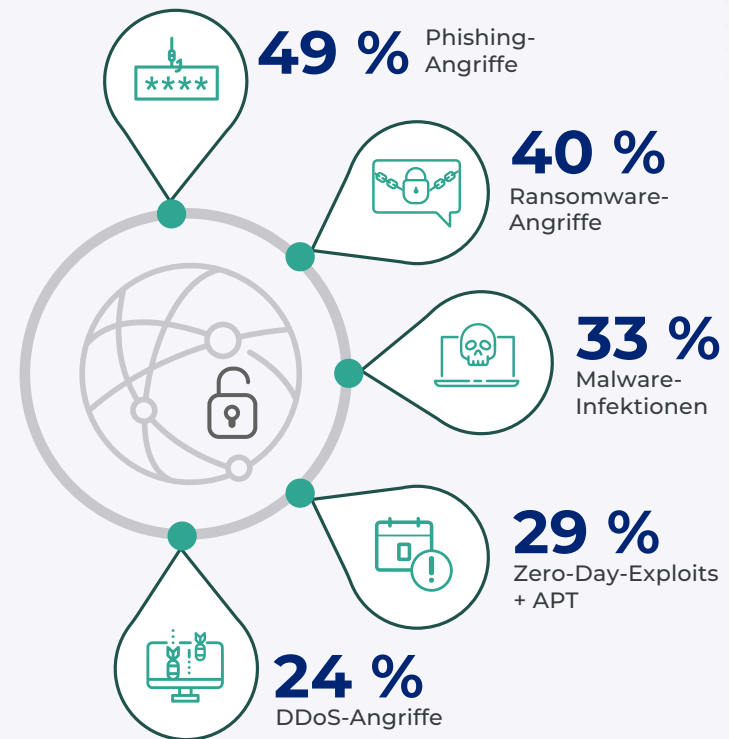 ****
49 %
Phishing-
Angriffe
40 %
Ransomware-
Angriffe
33 %
Malware-
Infektionen
29 %
Zero-Day-Exploits
+ APT
24 %
DDoS-Angriffe